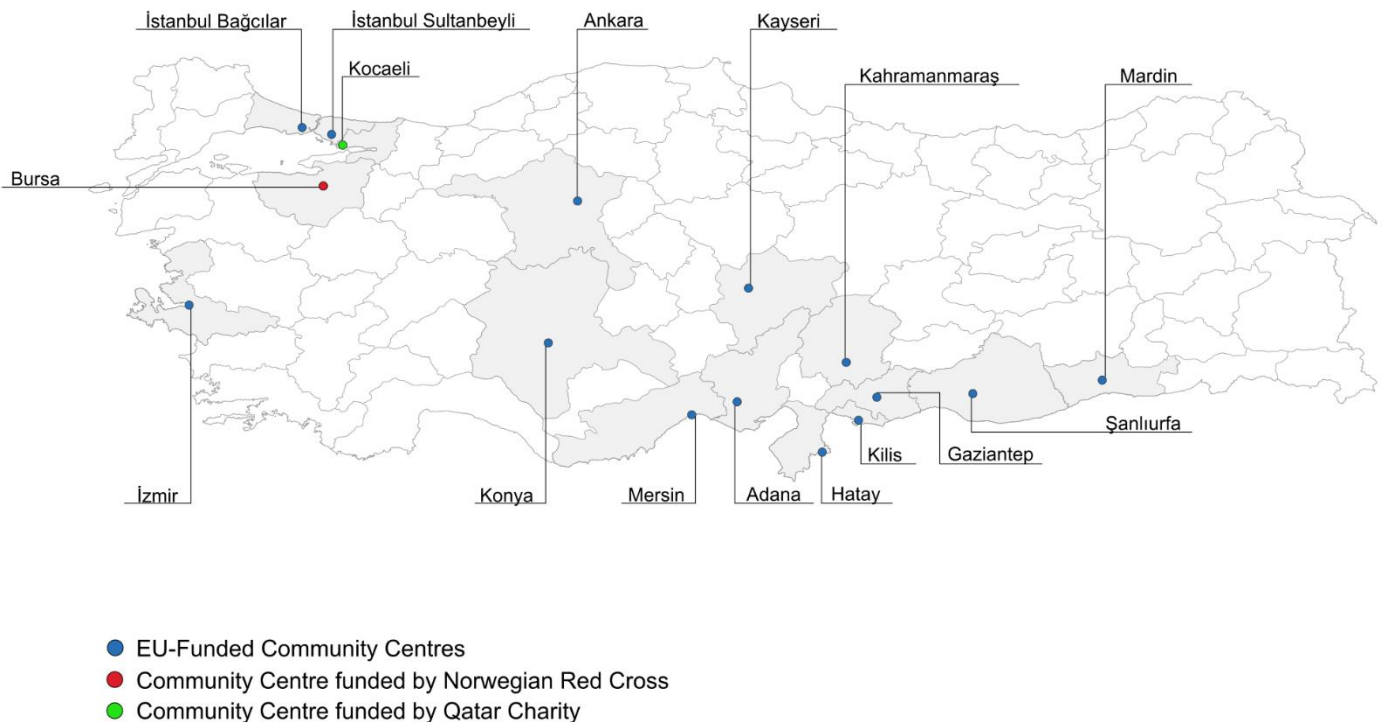 İstanbul Bağcılar
İstanbul Sultanbeyli
Ankara
Kayseri
Kocaeli
Kahramanmaraş
Mardin
Bursa
Şanlıurfa
Kilis
Gaziantep
İzmir
Konya
Mersin
Adana
Hatay
EU-Funded Community Centres
Community Centre funded by Norwegian Red Cross
Community Centre funded by Qatar Charity